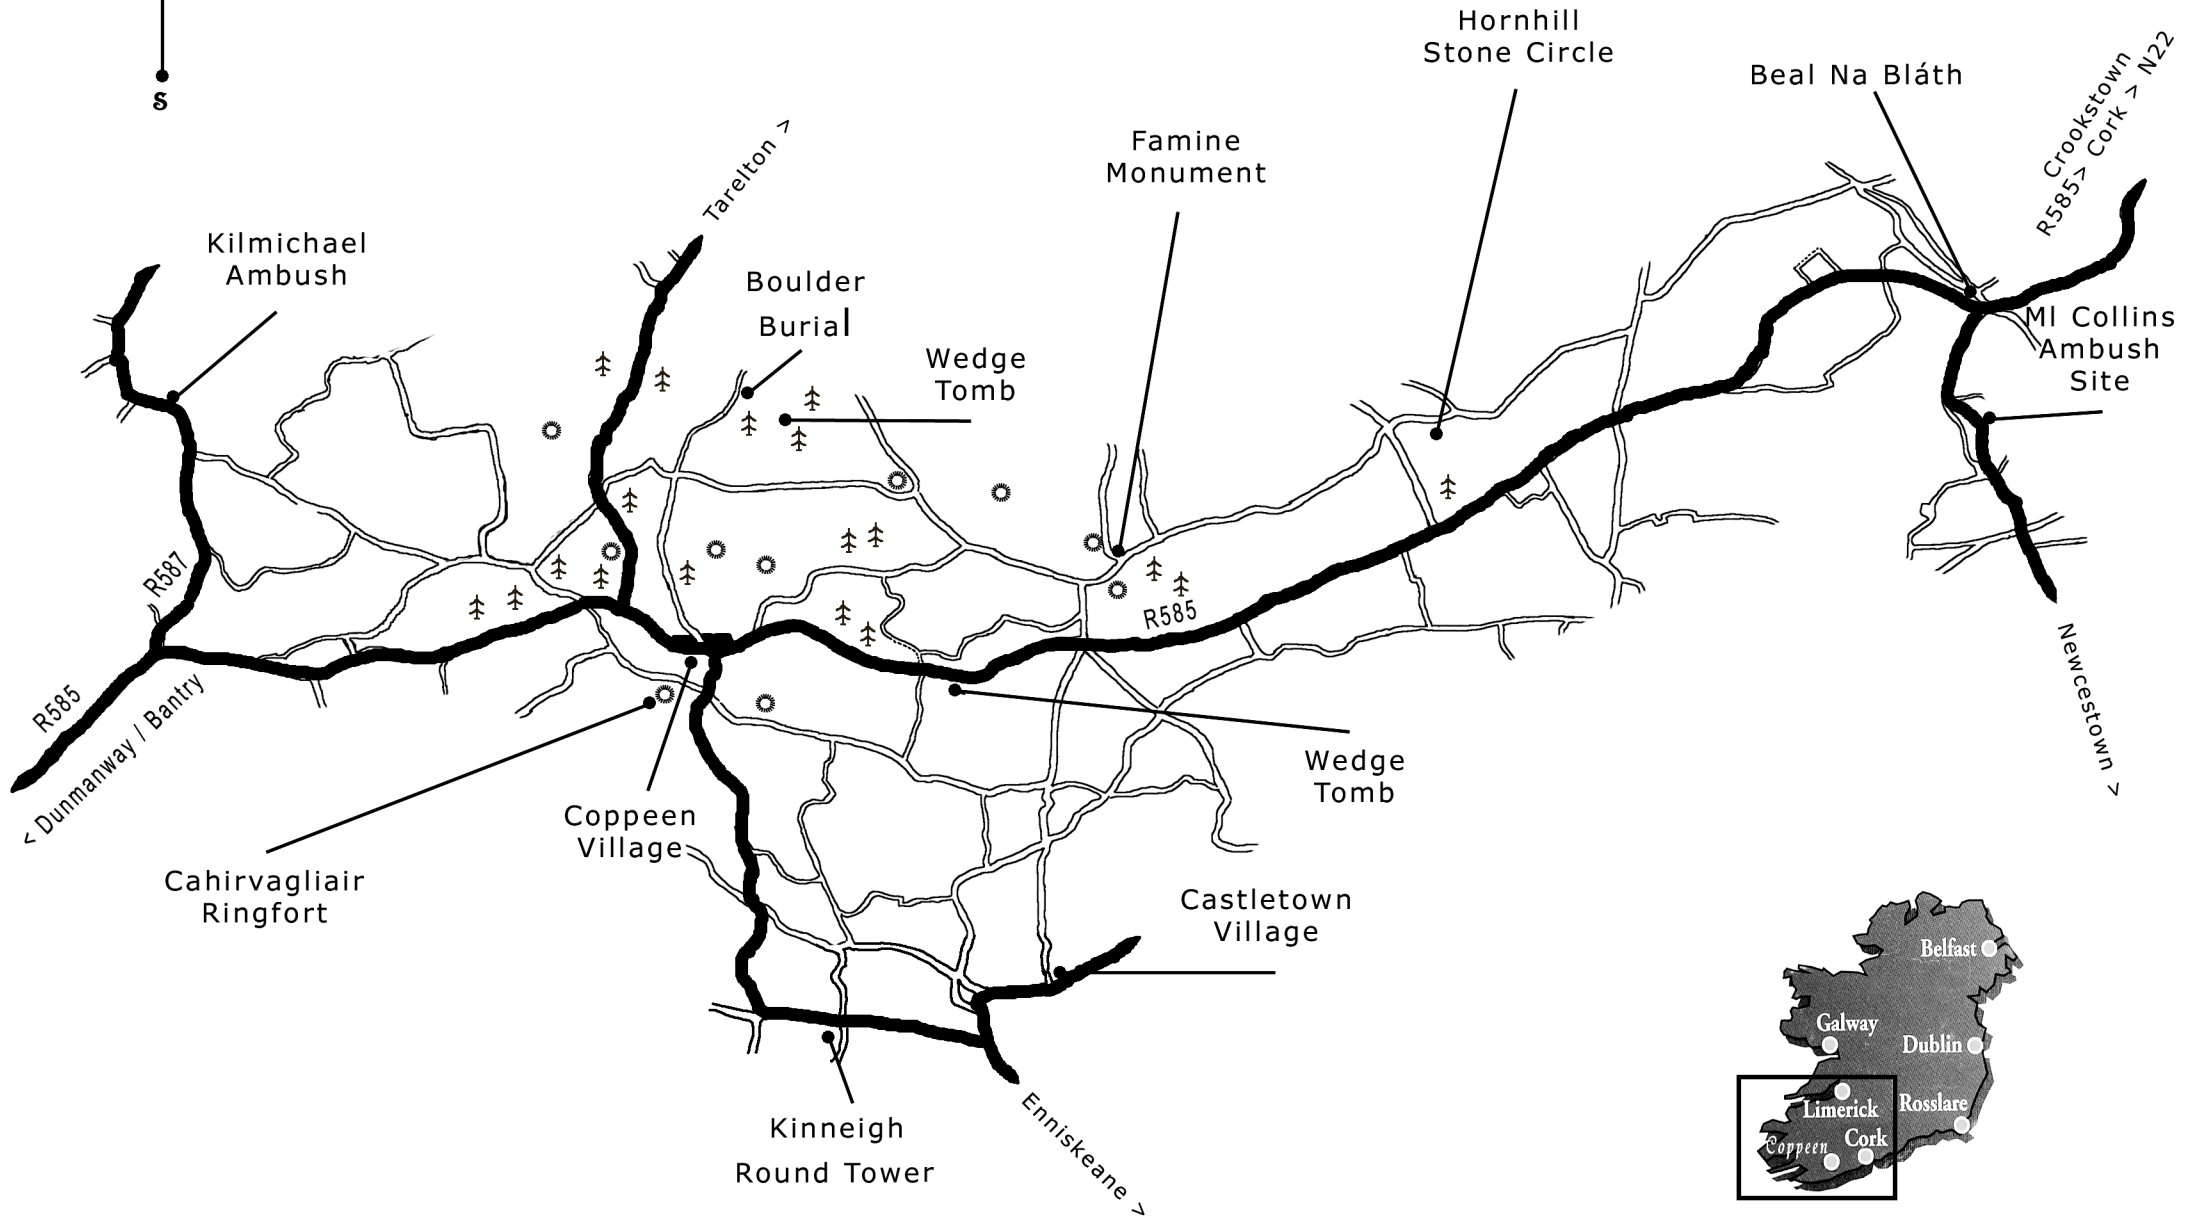 S
Hornhill
Stone Circle
Beal Na Bláth
Crookstown
R585> Cork > N22
Famine
Monument
Tarelton >
Kilmichael
Ambush
Boulder
Burial
Wedge
Tomb
Ml Collins
Ambush
Site
R587
R585
R585
< Dunmanway / Bantry
Newcestown >
Wedge
Tomb
Coppeen
Village
Cahirvagliair
Ringfort
Castletown
Village
Kinneigh
Round Tower
Enniskeane >
Belfast
Galway
Dublin
Limerick
Rosslare
Cork
Coppeen